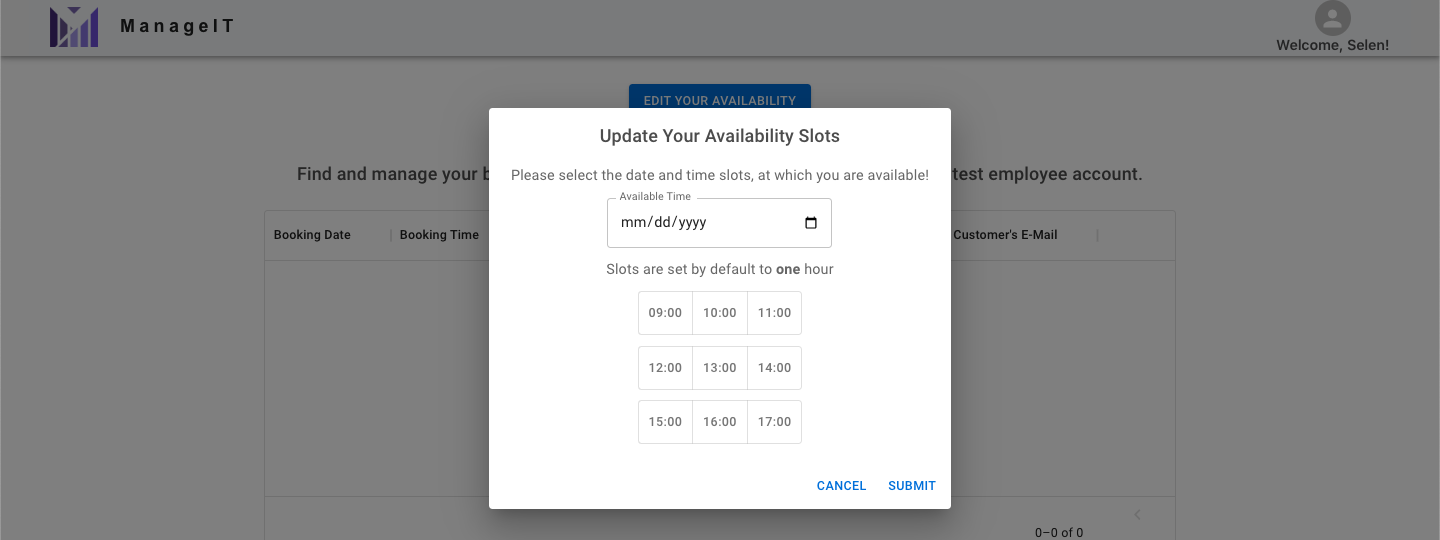 ManageIT
Welcome, Selen!
EDIT YOUR AVAILABILITY
Update Your Availability Slots
Find and manage your b
Please select the date and time slots, at which you are available!
test employee account.
Available Time
mm/dd/yyyy
Booking Date
Booking Time
Customer's E-Mail
Slots are set by default to one hour
09:00 10:00 11:00
12:00 13:00 14:00
15:00 16:00 17:00
CANCEL SUBMIT
0–0 of 0